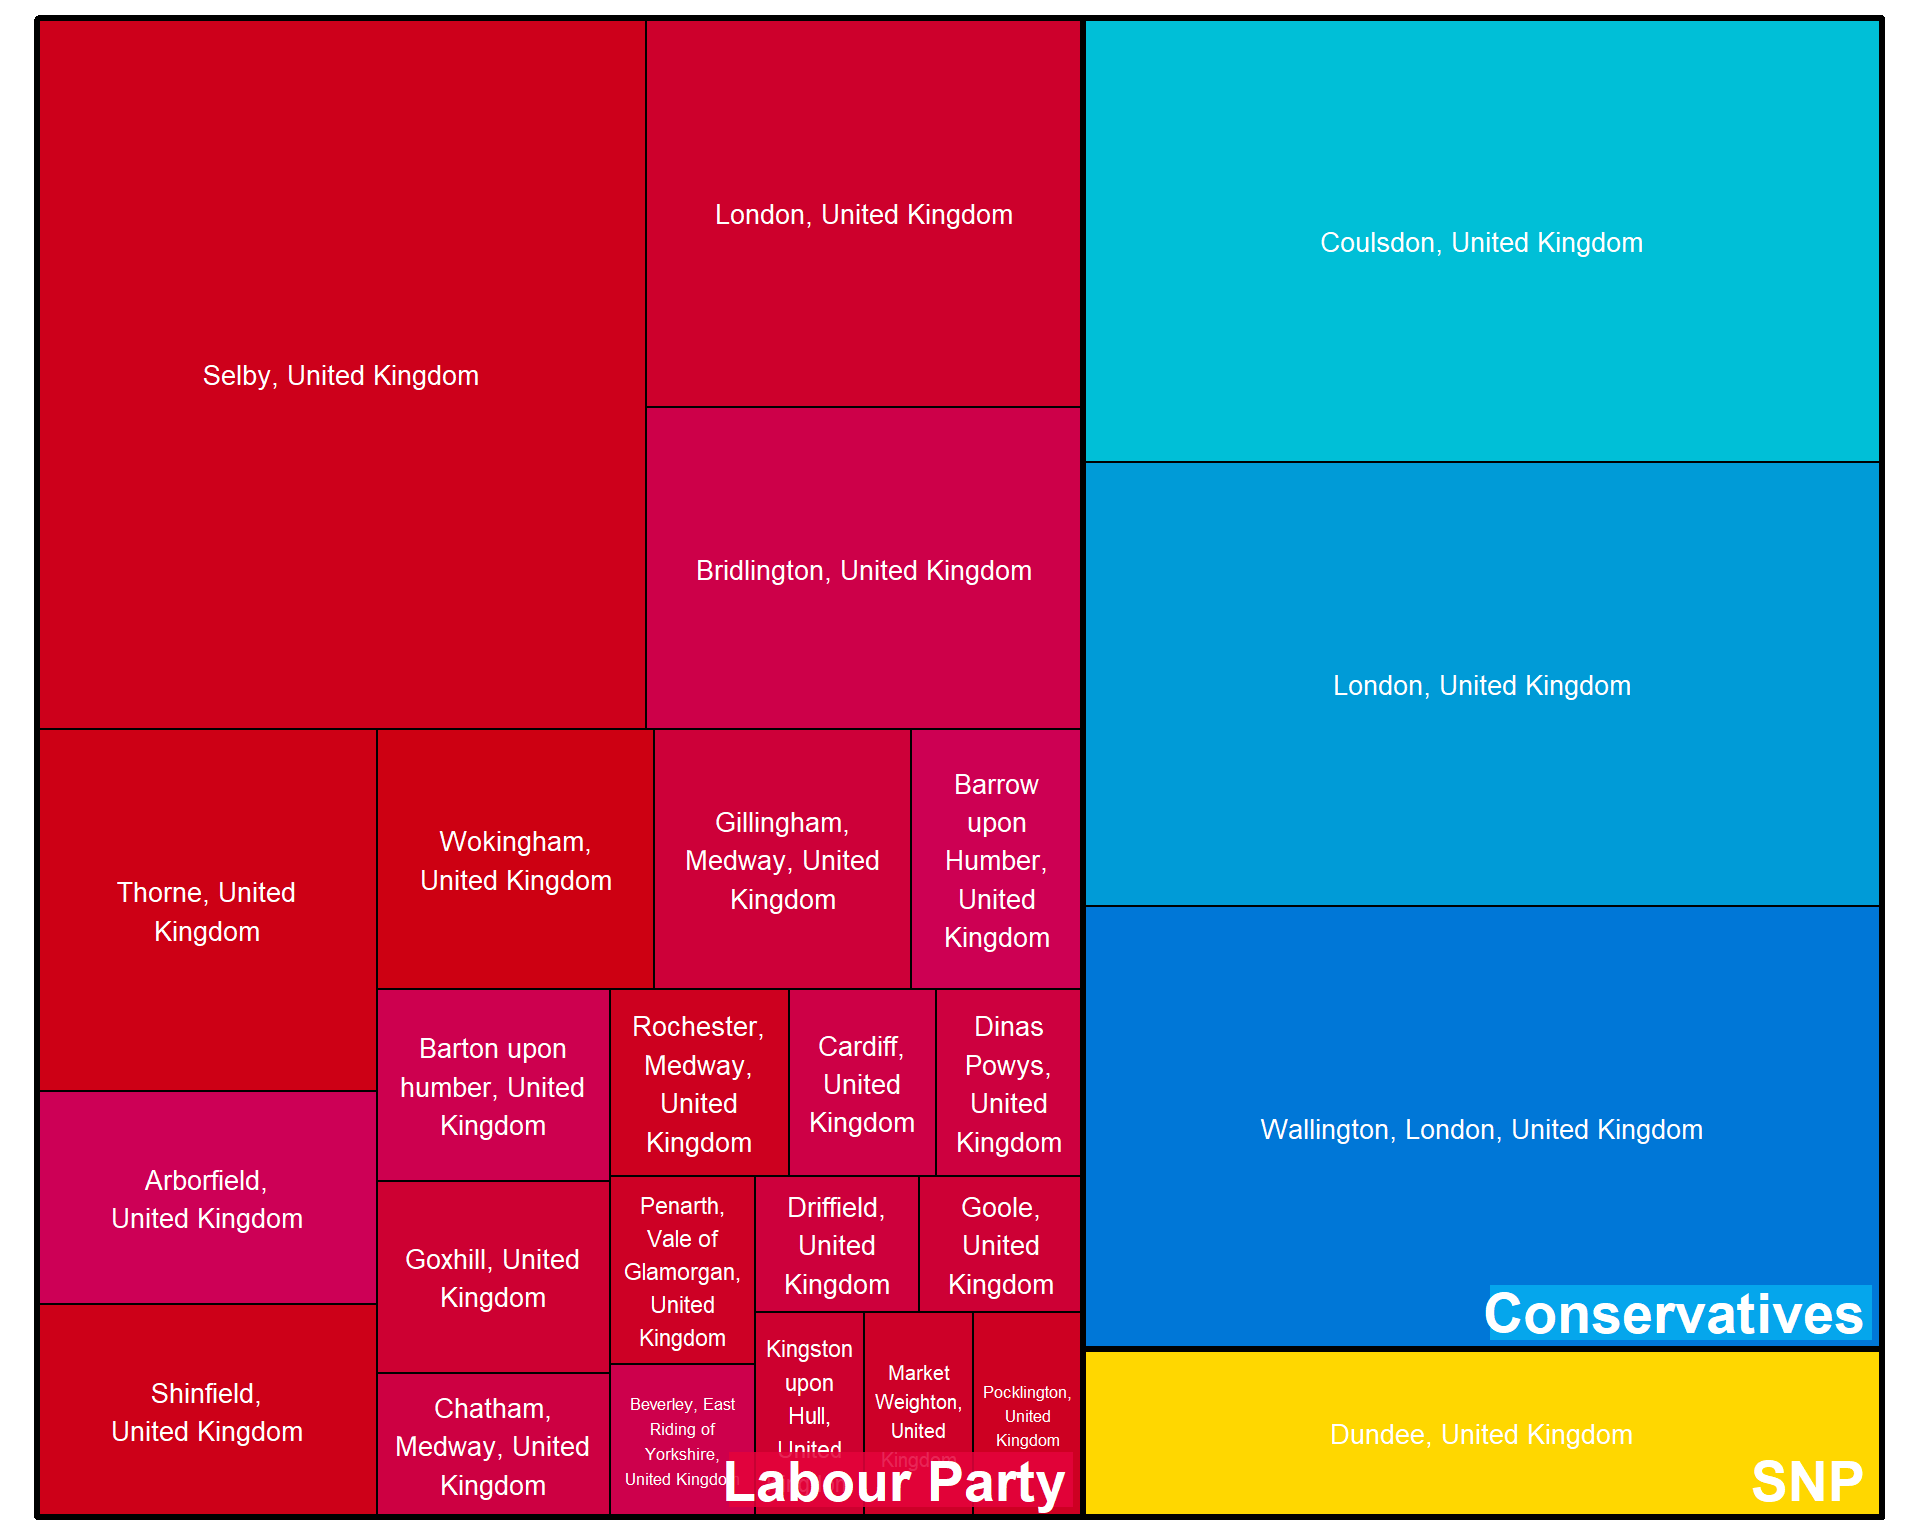 Selby, United Kingdom
London, United Kingdom
Bridlington, United Kingdom
Thorne, United
Kingdom
Wokingham,
United Kingdom
Gillingham,
Medway, United
Kingdom
Barrow
upon
Humber,
United
Kingdom
Arborfield,
United Kingdom
Shinfield,
United Kingdom
Barton upon
humber, United
Kingdom
Goxhill, United
Kingdom
Chatham,
Medway, United
Kingdom
Rochester,
Medway,
United
Kingdom
Cardiff,
United
Kingdom
Dinas
Powys,
United
Kingdom
Penarth,
Vale of
Glamorgan,
United
Kingdom
Driffield,
United
Kingdom
Goole,
United
Kingdom
Beverley, East
Riding of
Yorkshire,
United Kingdom
Kingston
upon
Hull,
United
Market
Weighton,
United
Kingdom
Pocklington,
United
Kingdom
Labour Party
Coulsdon, United Kingdom
London, United Kingdom
Wallington, London, United Kingdom
Conservatives
Dundee, United Kingdom
SNP